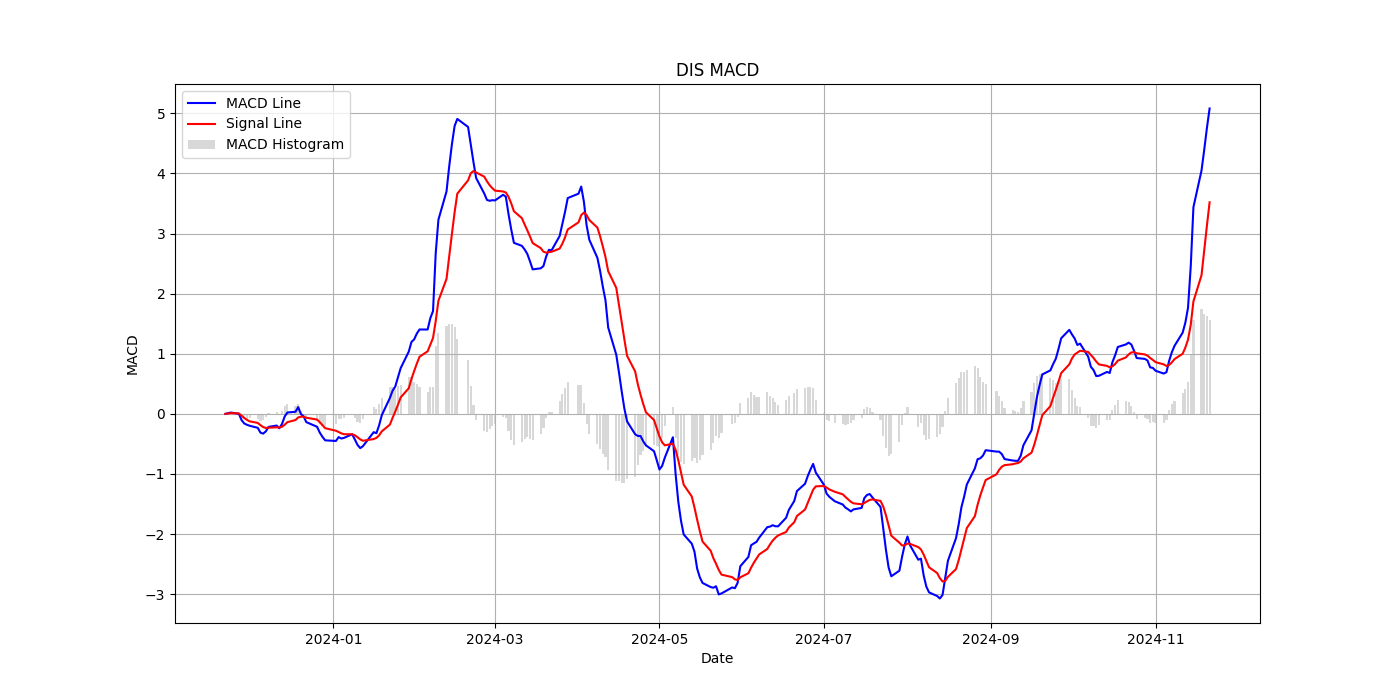 DIS MACD
MACD Line
Signal Line
MACD Histogram
MACD
5
4
3
2
1
0
−1
−2
−3
2024-01
2024-03
2024-05
2024-07
2024-09
2024-11
Date